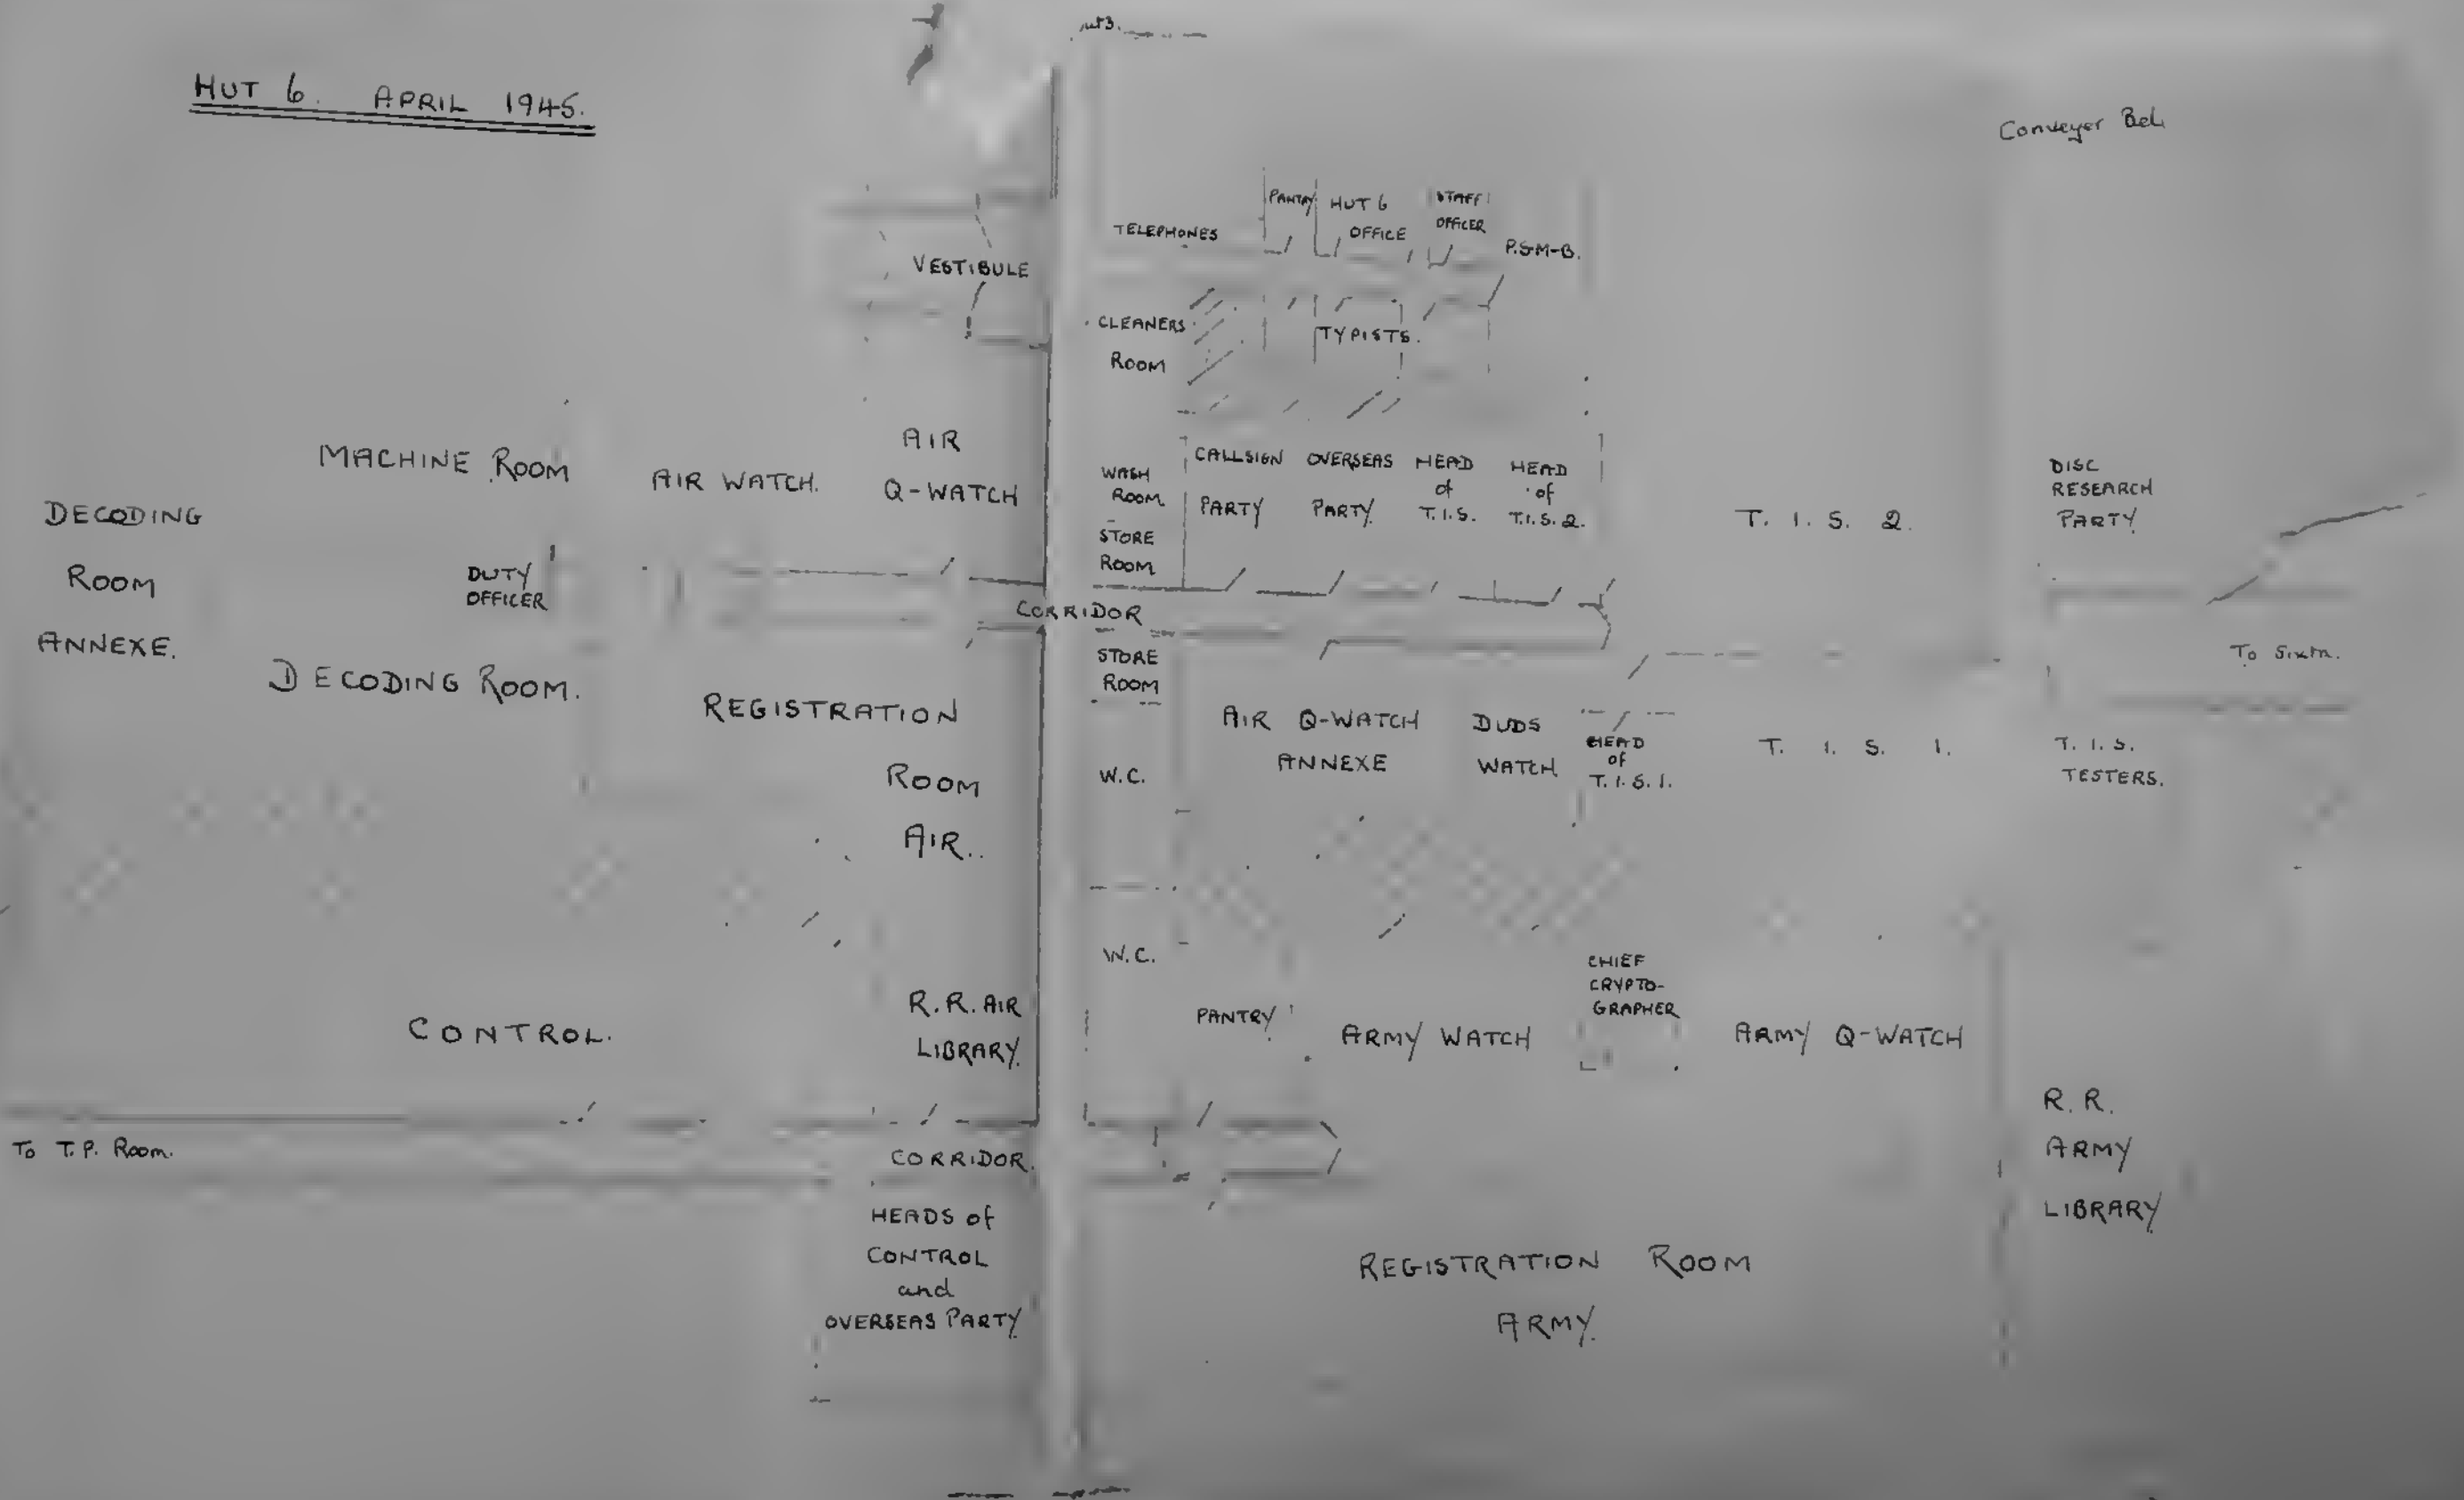 HUT 6. APRIL 1945.
Conveyer
TELEPHONES
PANTRY
HUT 6
OFFICE
STAFF
OFFICER
P.S.M-B.
VESTIBULE
CLEANERS
ROOM
TYPISTS.
MACHINE ROOM
AIR WATCH.
AIR
Q-WATCH
WASH
ROOM
STORE
ROOM
CALLSIGN
PARTY
OVERSEAS
PARTY
HEAD
of
T.I.S.
HEAD
of
T.I.S.2.
T. I. S. 2.
DISC
RESEARCH
PARTY
DECODING
ROOM
ANNEXE.
DUTY
OFFICER
CORRIDOR
DECODING ROOM.
REGISTRATION
ROOM
AIR..
STORE
ROOM
W.C.
AIR Q-WATCH
ANNEXE
DUDS
WATCH
HEAD
of
T.I.S.1.
T. I. S. 1.
T.I.S.
TESTERS.
To
W.C.
CONTROL.
R.R. AIR
LIBRARY.
PANTRY
ARMY WATCH
CHIEF
CRYPTO-
GRAPHER
ARMY Q-WATCH
R.R.
ARMY
LIBRARY
To T.P. Room.
CORRIDOR.
HEADS of
CONTROL
and
OVERSEAS PARTY
REGISTRATION ROOM
ARMY.